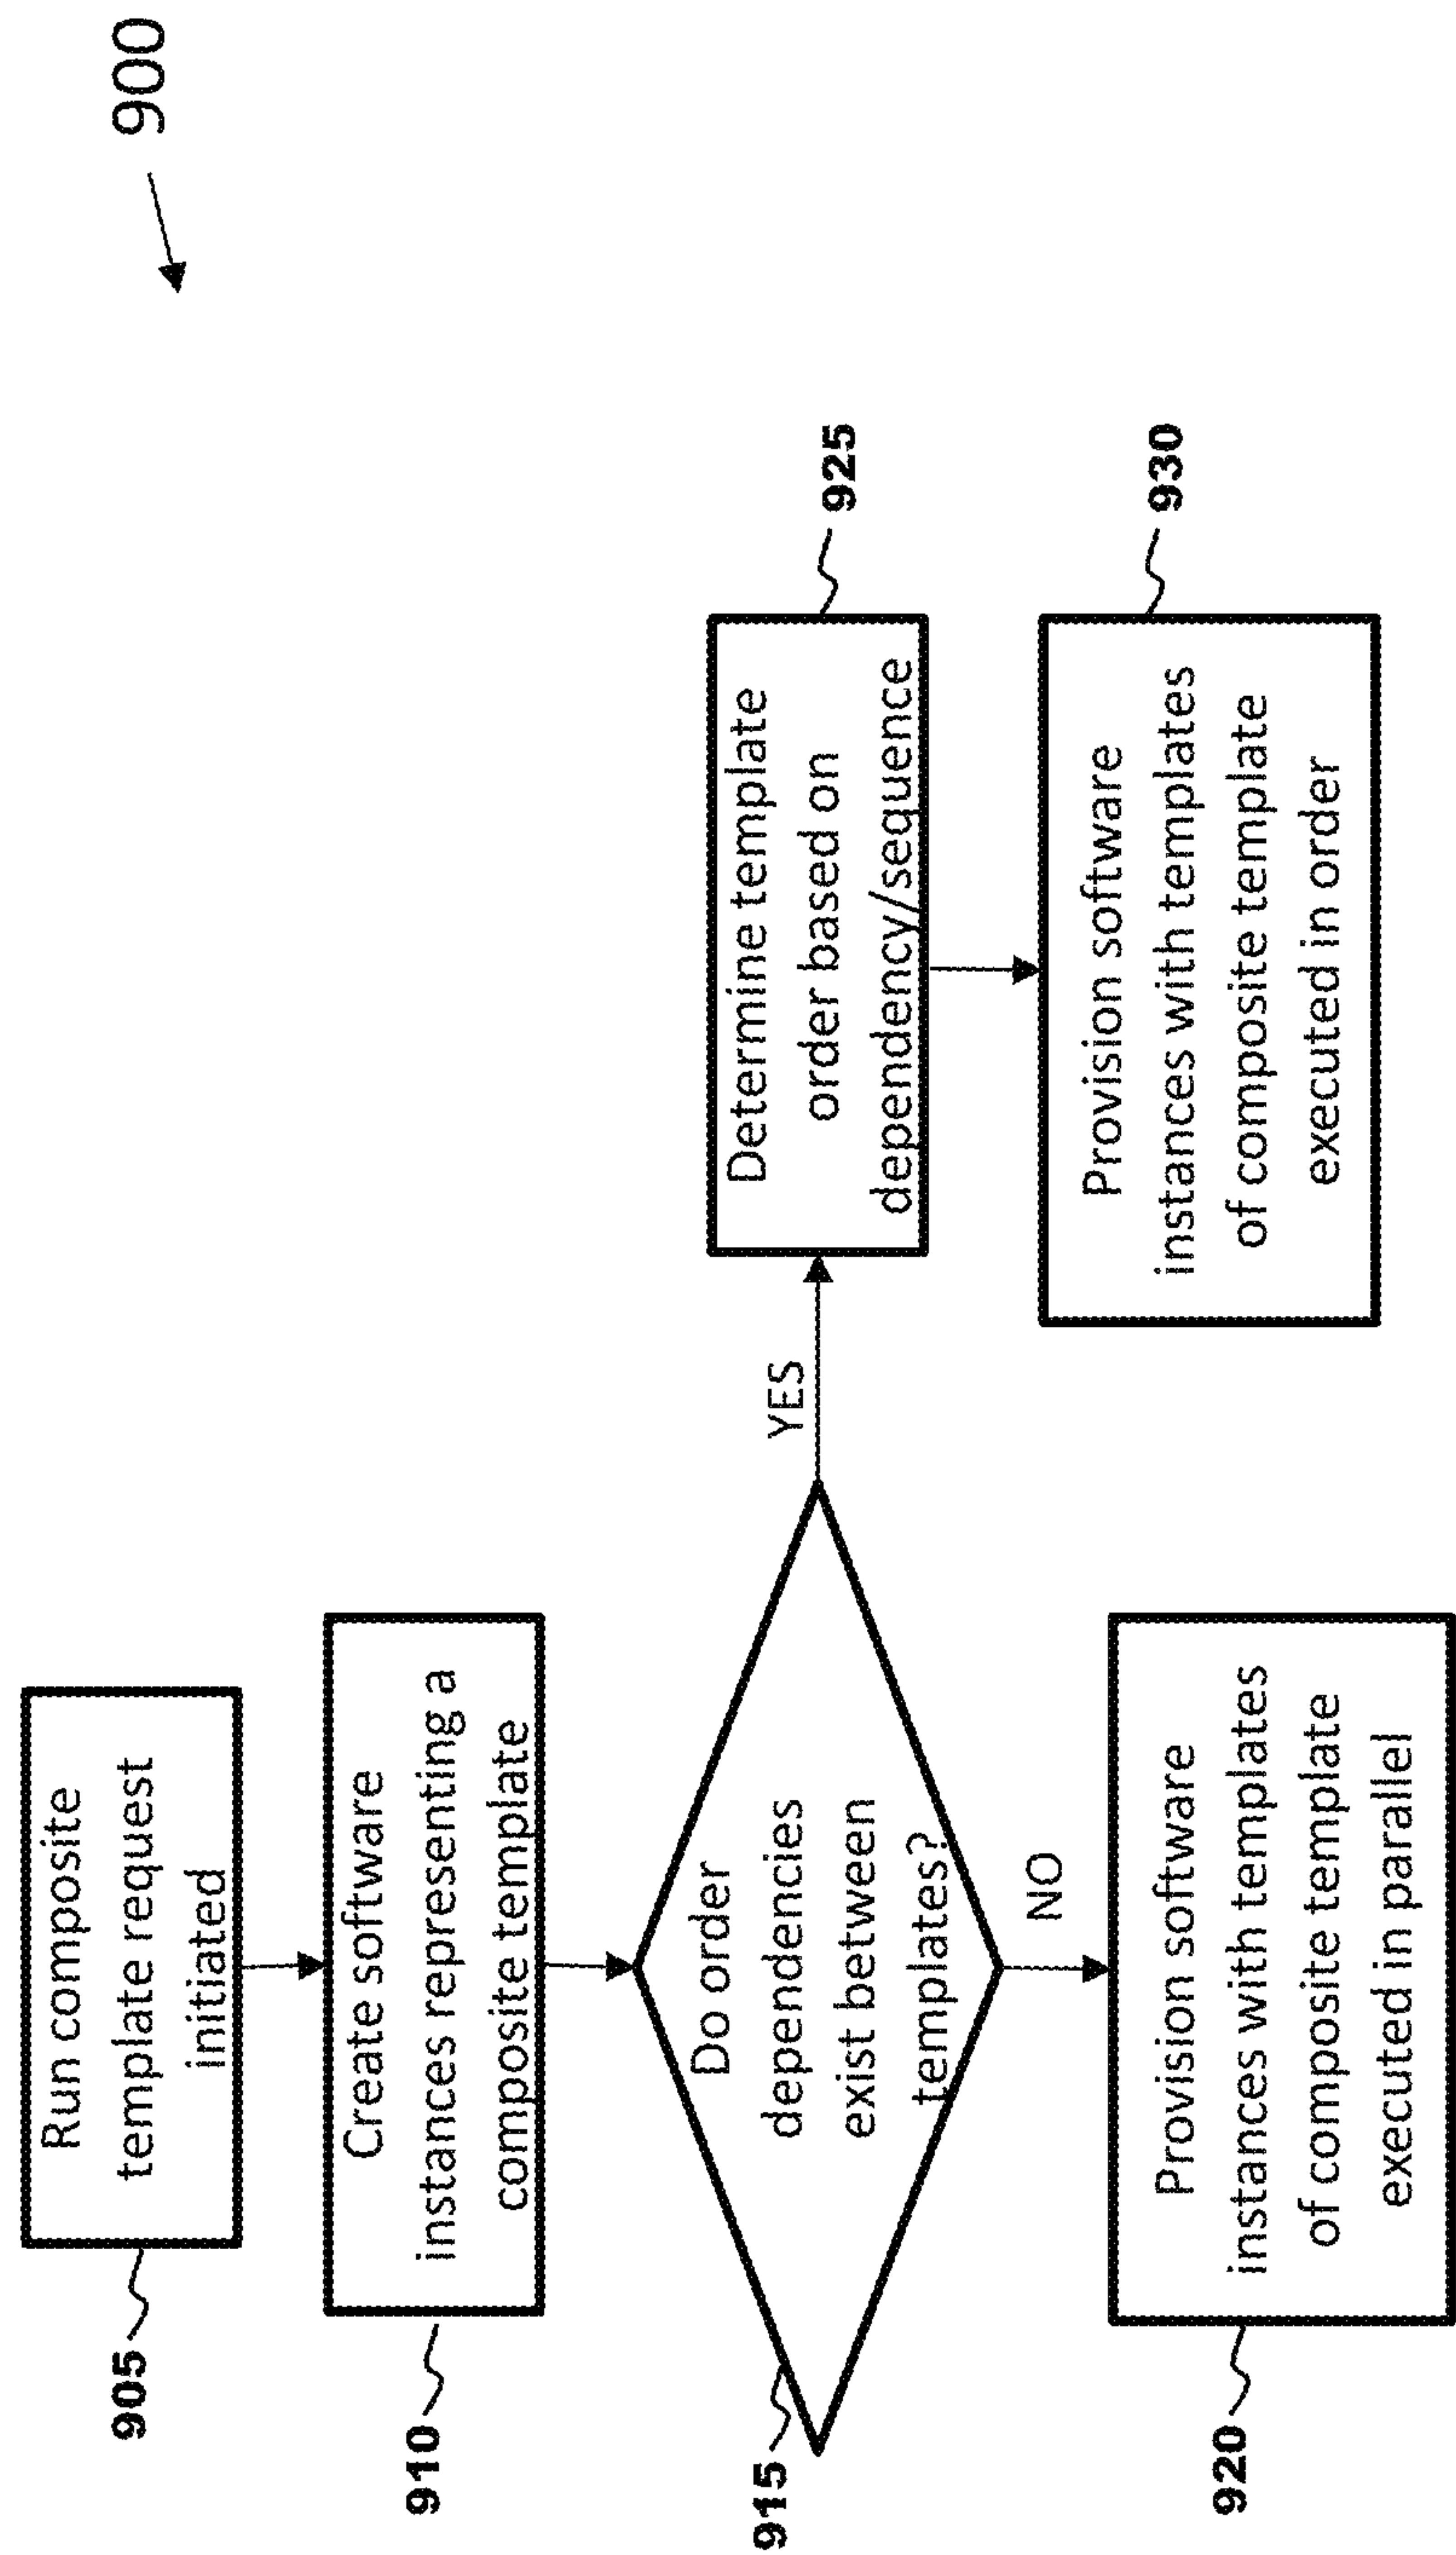 900
905
Run composite
template request
initiated
910
Create software
instances representing a
composite template
915
Do order
dependencies
exist between
templates?
YES
925
Determine template
order based on
dependency/sequence
NO
920
Provision software
instances with templates
of composite template
executed in parallel
930
Provision software
instances with templates
of composite template
executed in order